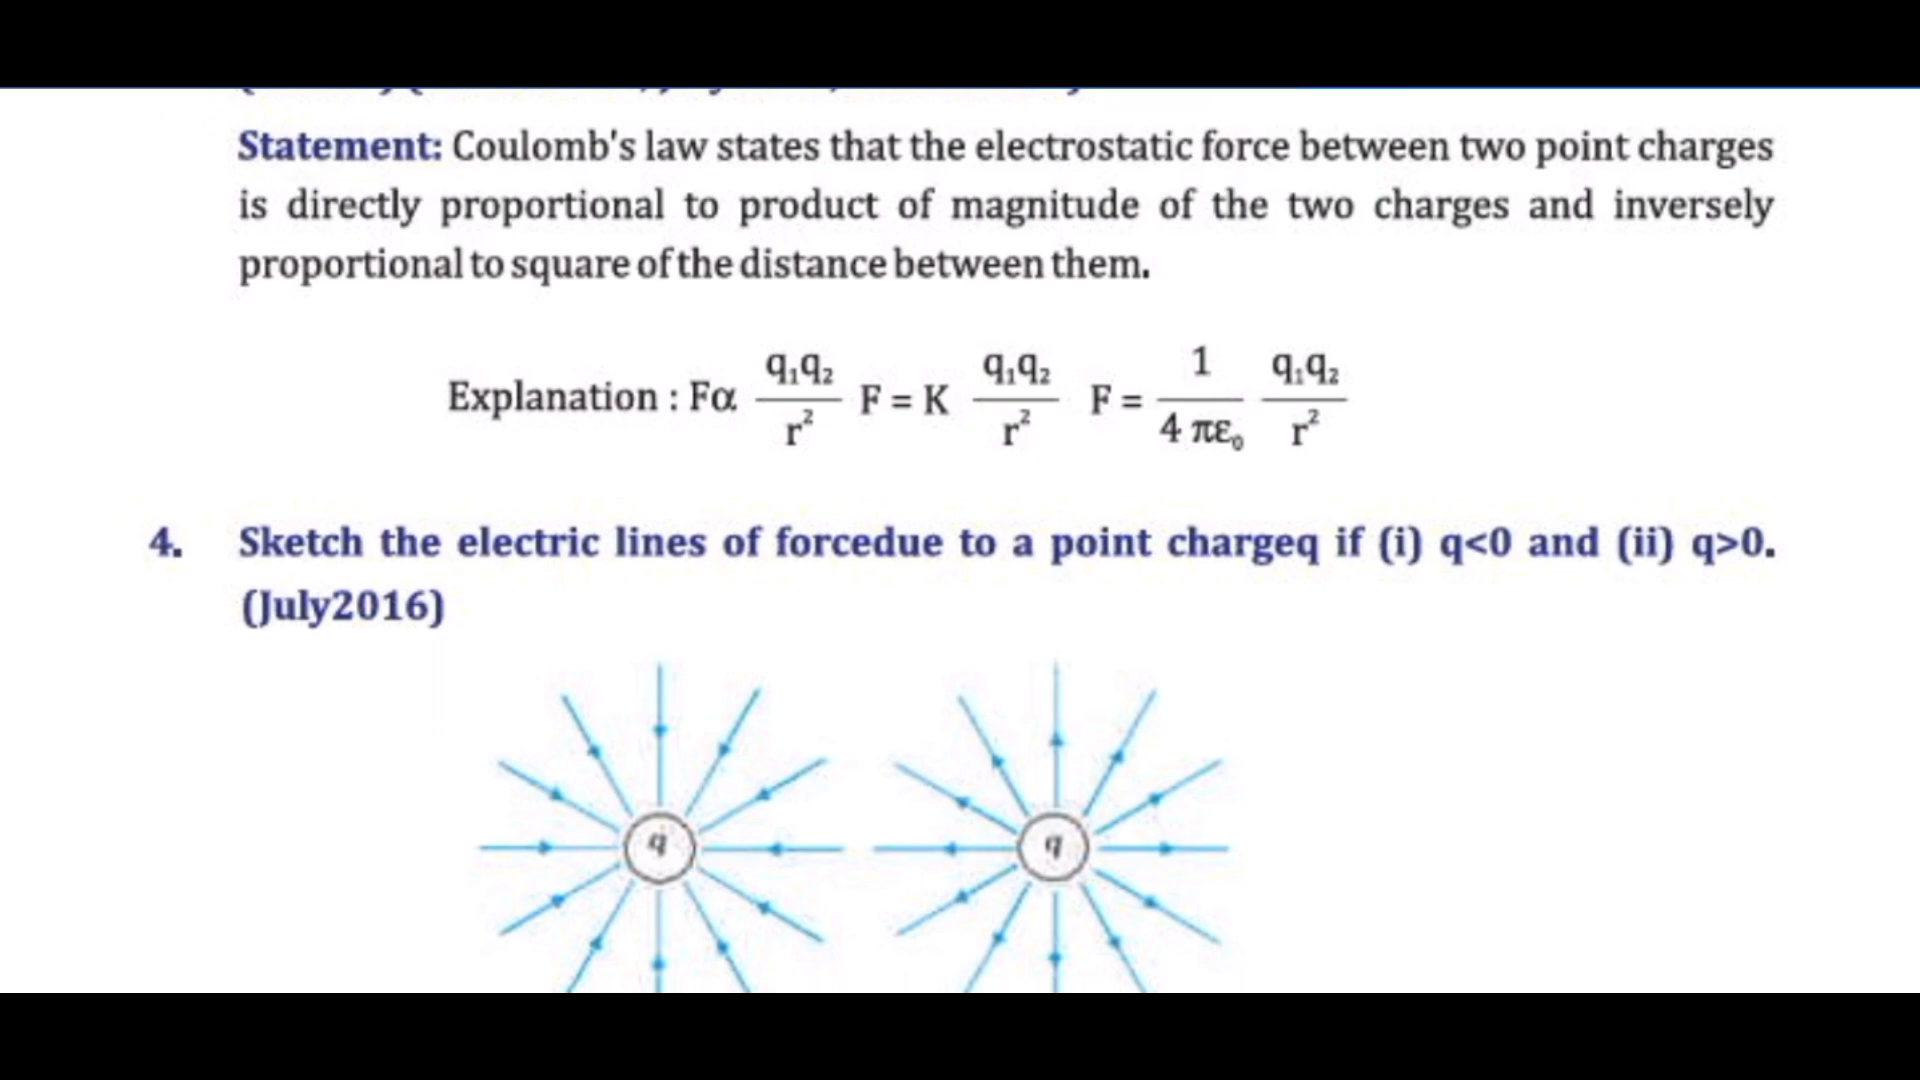 Statement: Coulomb's law states that the electrostatic force between two point charges
is directly proportional to product of magnitude of the two charges and inversely
proportional to square of the distance between them.
Explanation : Fα q₁q₂ / r² F = K q₁q₂ / r² F = 1 / 4 πε₀ q₁q₂ / r²
4. Sketch the electric lines of forcedue to a point chargeq if (i) q<0 and (ii) q>0.
(July2016)
q q